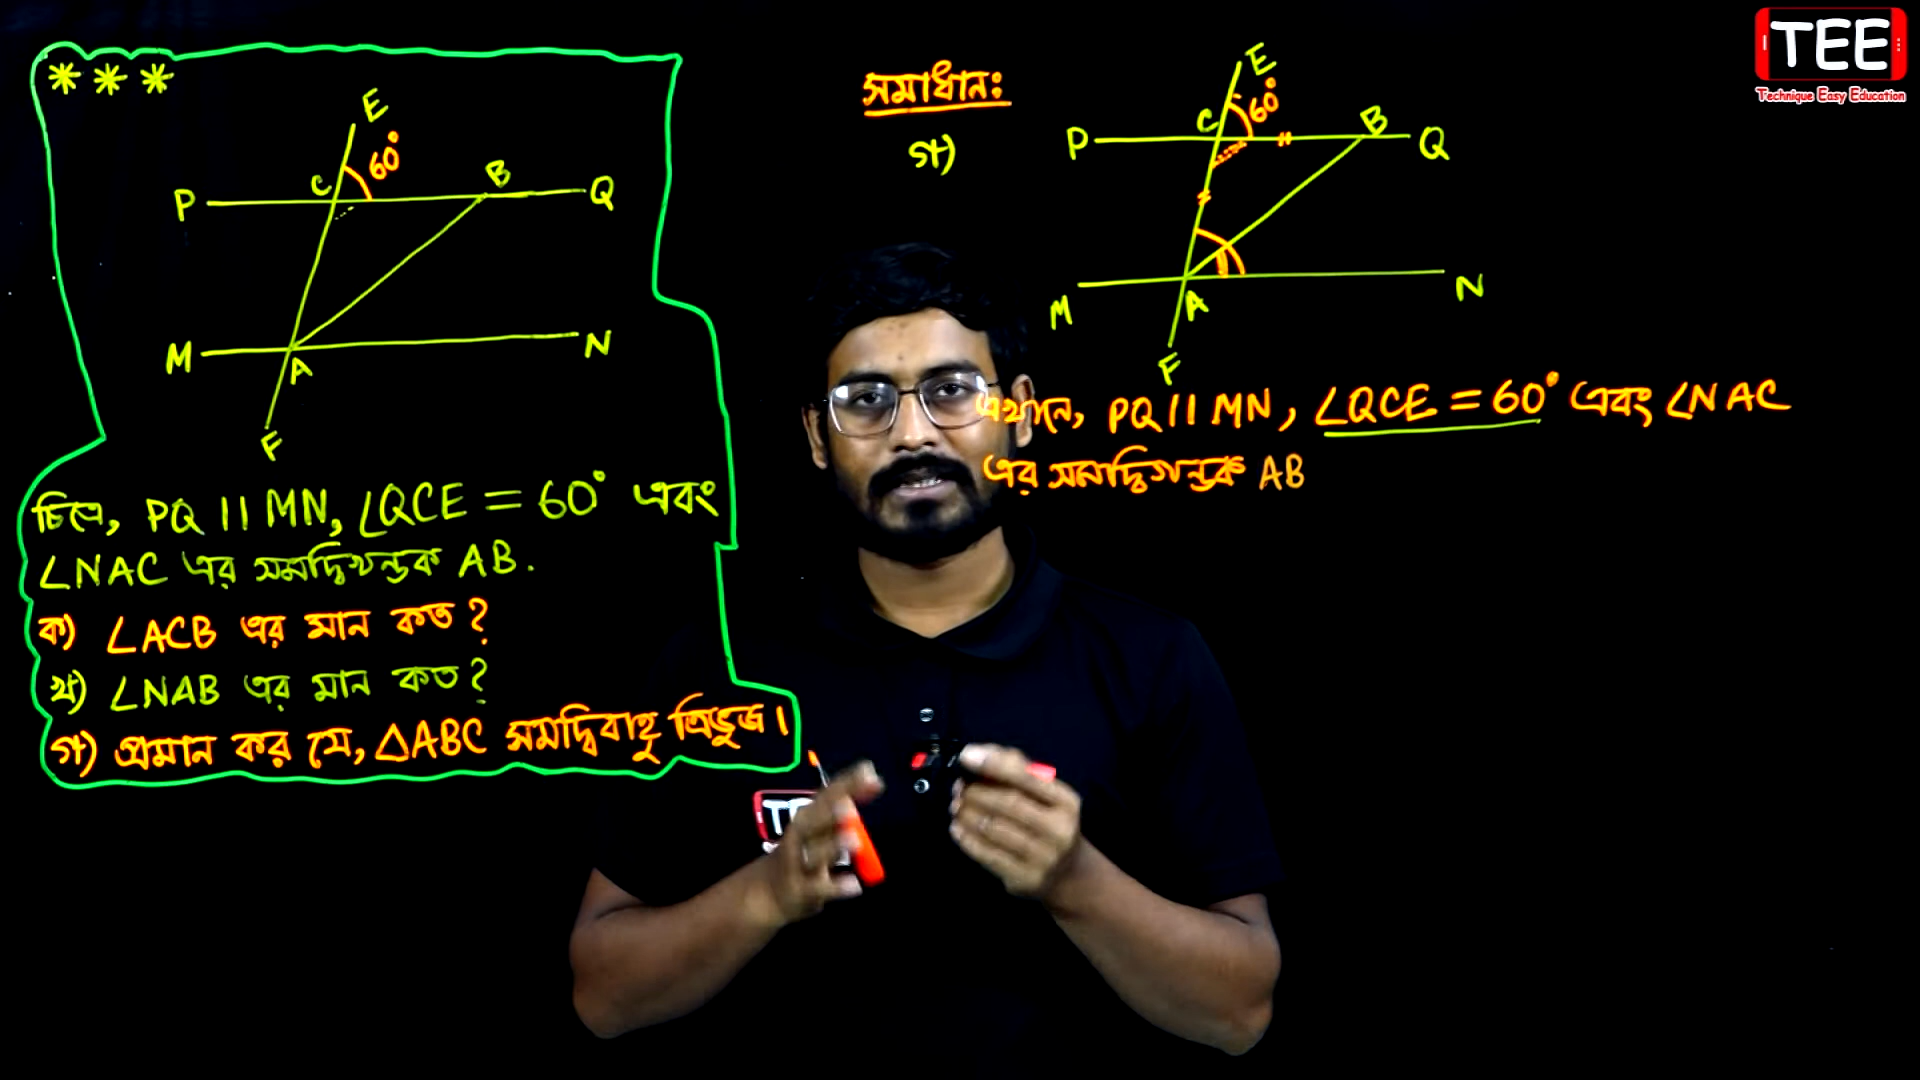 ***
E
60°
C
B
P
Q
M
A
N
F
চিত্রে, PQ || MN, ∠QCE = 60° এবং
∠NAC এর সমদ্বিখন্ডক AB.
ক) ∠ACB এর মান কত?
খ) ∠NAB এর মান কত?
গ) প্রমান কর যে, △ABC সমদ্বিবাহু ত্রিভুজ।
সমাধানঃ
গ)
E
60°
C
B
P
Q
M
A
N
F
এখানে, PQ || MN, ∠QCE = 60° এবং ∠NAC
এর সমদ্বিখন্ডক AB
TEE
Technique Easy Education